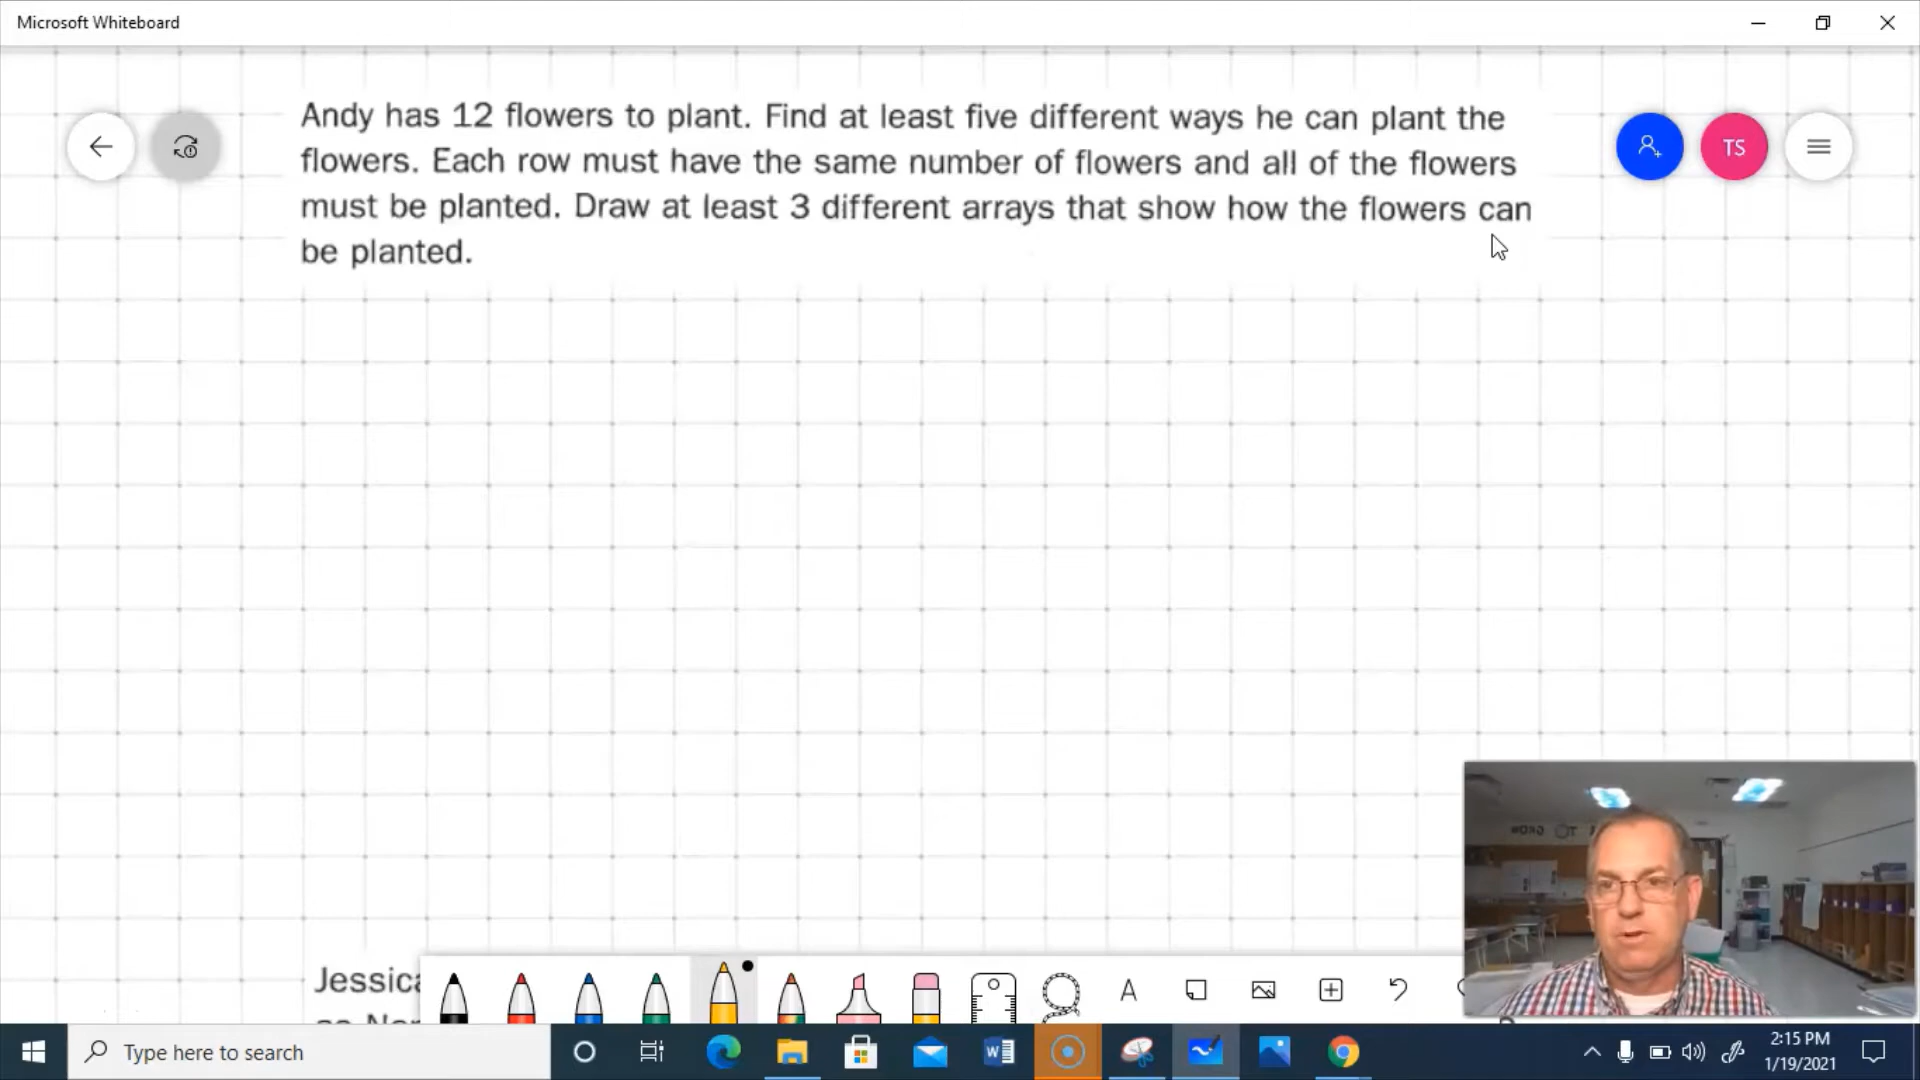 Microsoft Whiteboard
Andy has 12 flowers to plant. Find at least five different ways he can plant the
flowers. Each row must have the same number of flowers and all of the flowers
must be planted. Draw at least 3 different arrays that show how the flowers can
be planted.
TS
Jessica
A
Type here to search
2:15 PM
1/19/2021